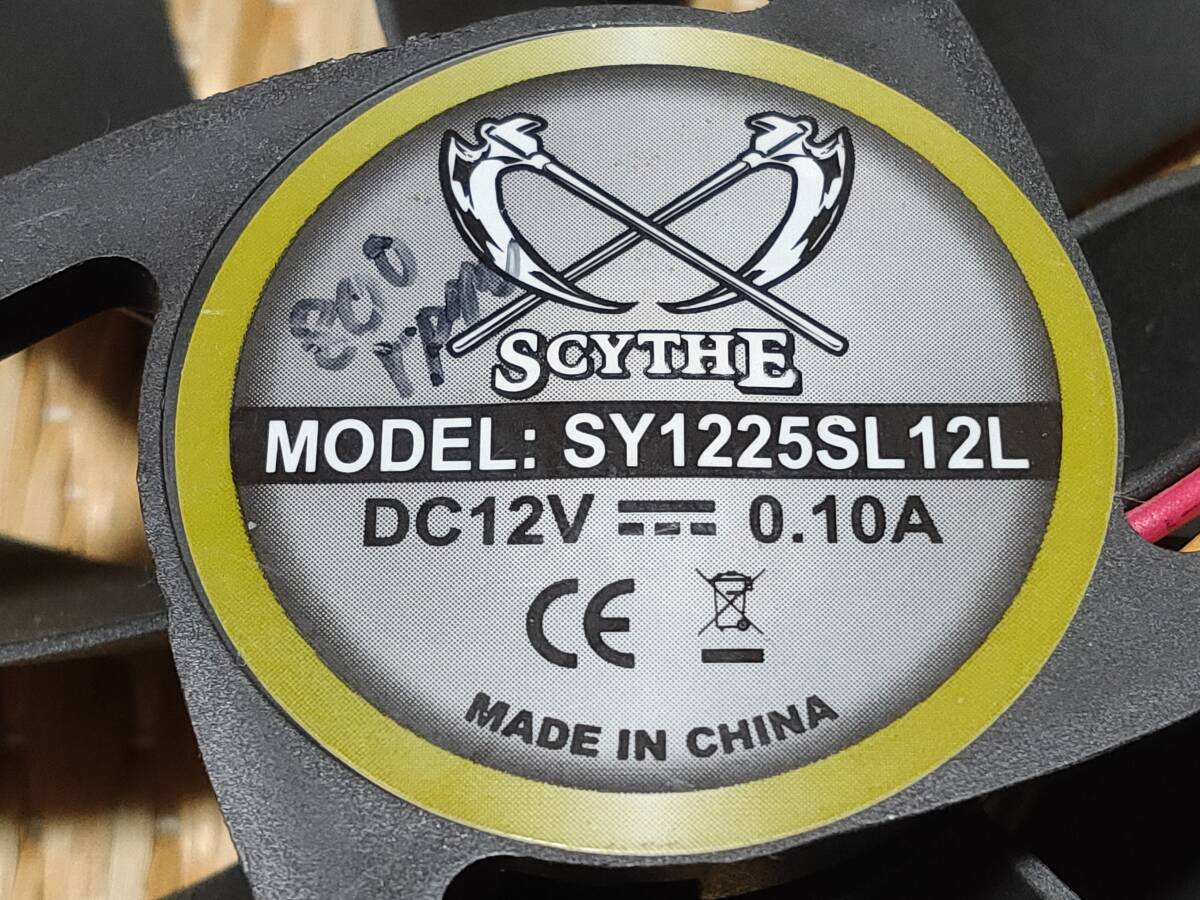 800
rpm
SCYTHE
MODEL: SY1225SL12L
DC12V ⎓ 0.10A
CE
MADE IN CHINA